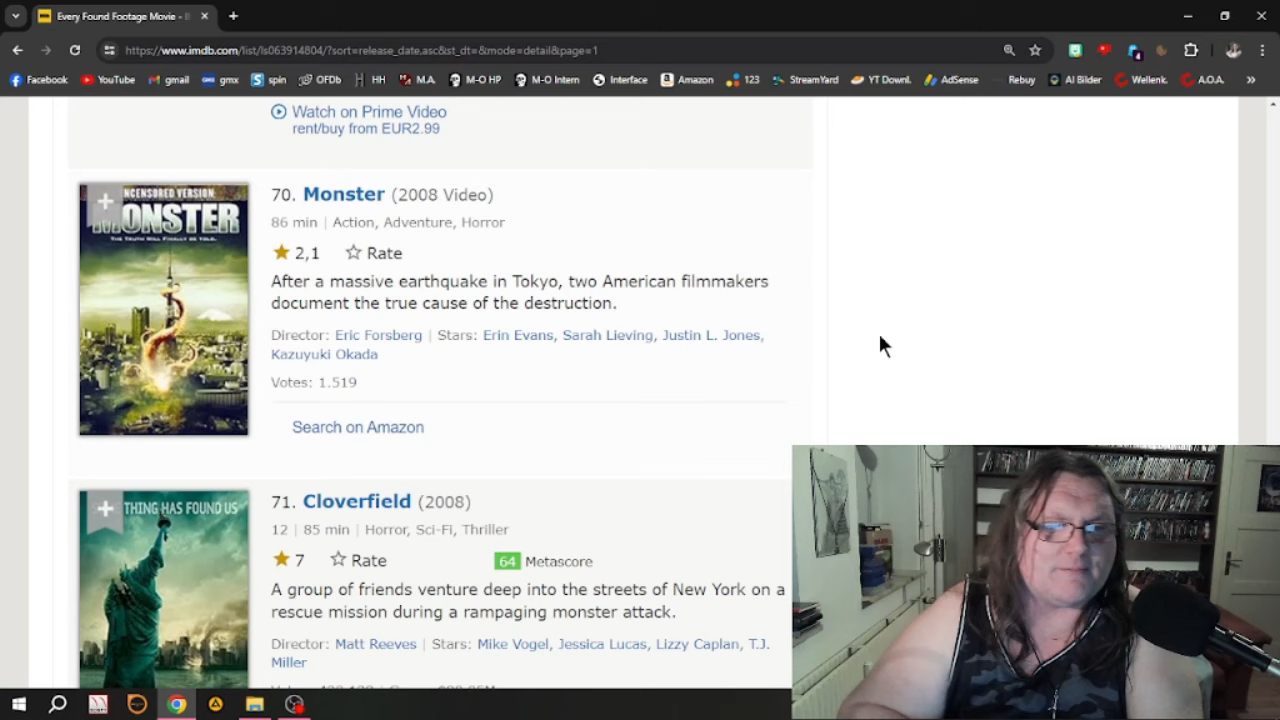 Every Found Footage Movie - I
https://www.imdb.com/list/ls063914804/?sort=release_date,asc&st_dt=&mode=detail&page=1
Facebook YouTube gmail gmx spin OFDb HH M.A. M-O HP M-O Intern Interface Amazon 123 StreamYard YT Downl. AdSense Rebuy AI Bilder Wellenk. A.O.A. »
Watch on Prime Video
rent/buy from EUR2.99
NCENSORED VERSION
MONSTER
THE TRUTH WILL FINALLY BE TOLD.
70. Monster (2008 Video)
86 min | Action, Adventure, Horror
2,1 Rate
After a massive earthquake in Tokyo, two American filmmakers
document the true cause of the destruction.
Director: Eric Forsberg | Stars: Erin Evans, Sarah Lieving, Justin L. Jones,
Kazuyuki Okada
Votes: 1.519
Search on Amazon
THING HAS FOUND US
71. Cloverfield (2008)
12 | 85 min | Horror, Sci-Fi, Thriller
7 Rate 64 Metascore
A group of friends venture deep into the streets of New York on a
rescue mission during a rampaging monster attack.
Director: Matt Reeves | Stars: Mike Vogel, Jessica Lucas, Lizzy Caplan, T.J.
Miller